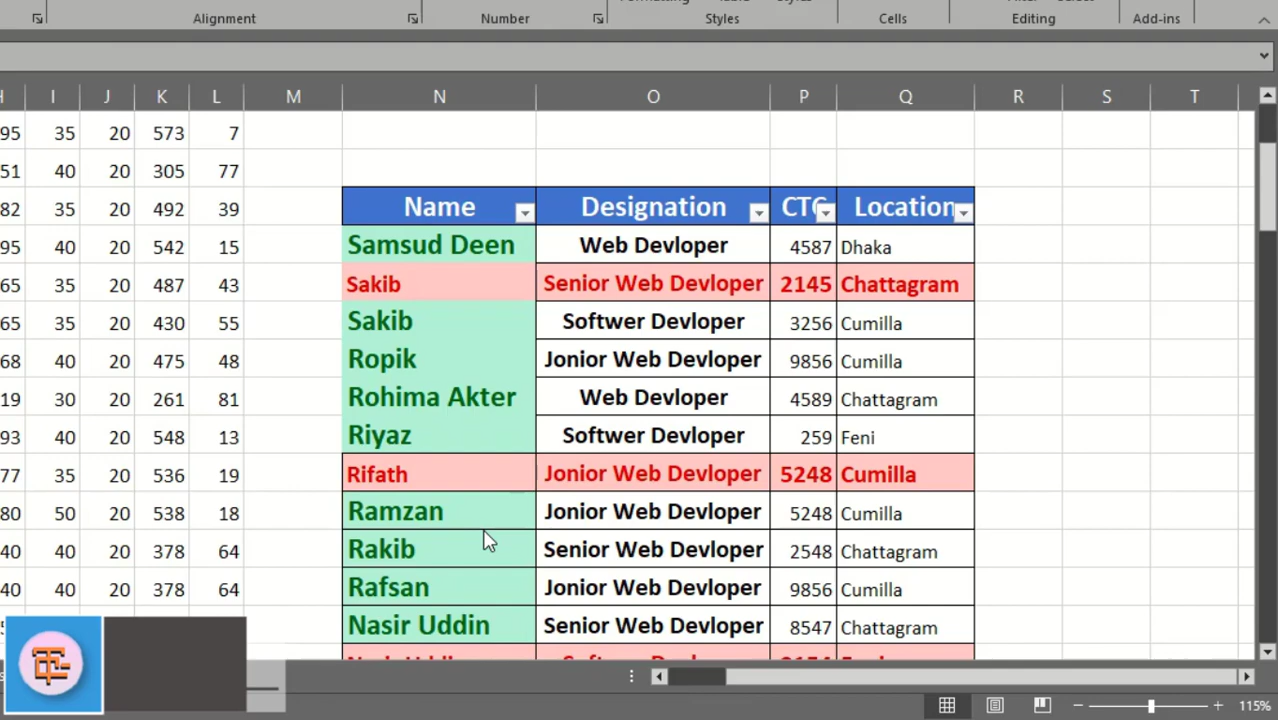 Alignment Number Styles Cells Editing Add-ins
H I J K L M N O P Q R S T
95 35 20 573 7
51 40 20 305 77
82 35 20 492 39 Name Designation CTC Location
95 40 20 542 15 Samsud Deen Web Devloper 4587 Dhaka
65 35 20 487 43 Sakib Senior Web Devloper 2145 Chattagram
65 35 20 430 55 Sakib Softwer Devloper 3256 Cumilla
68 40 20 475 48 Ropik Jonior Web Devloper 9856 Cumilla
19 30 20 261 81 Rohima Akter Web Devloper 4589 Chattagram
93 40 20 548 13 Riyaz Softwer Devloper 259 Feni
77 35 20 536 19 Rifath Jonior Web Devloper 5248 Cumilla
80 50 20 538 18 Ramzan Jonior Web Devloper 5248 Cumilla
40 40 20 378 64 Rakib Senior Web Devloper 2548 Chattagram
40 40 20 378 64 Rafsan Jonior Web Devloper 9856 Cumilla
Nasir Uddin Senior Web Devloper 8547 Chattagram
115%